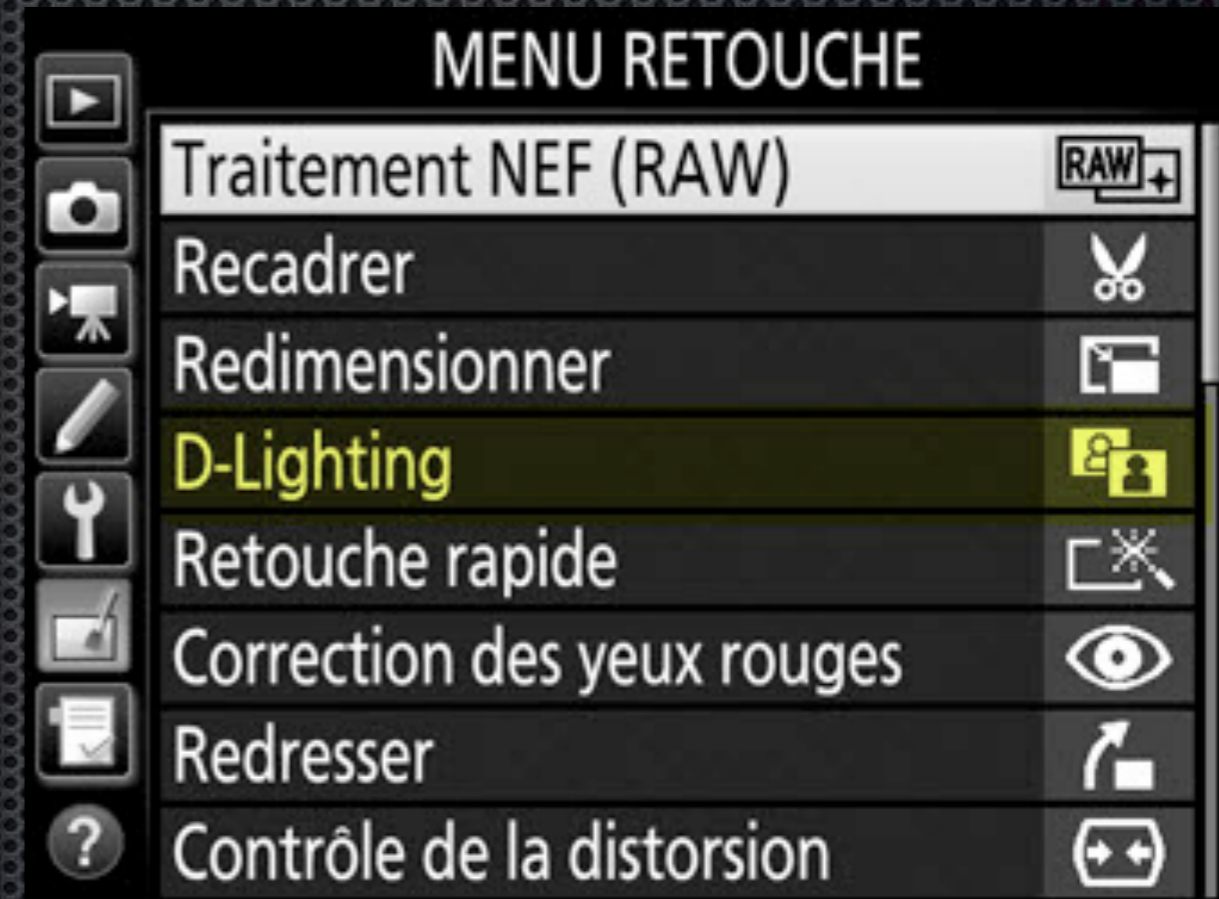 MENU RETOUCHE
Traitement NEF (RAW)
RAW
Recadrer
Redimensionner
D-Lighting
Retouche rapide
Correction des yeux rouges
Redresser
Contrôle de la distorsion
?